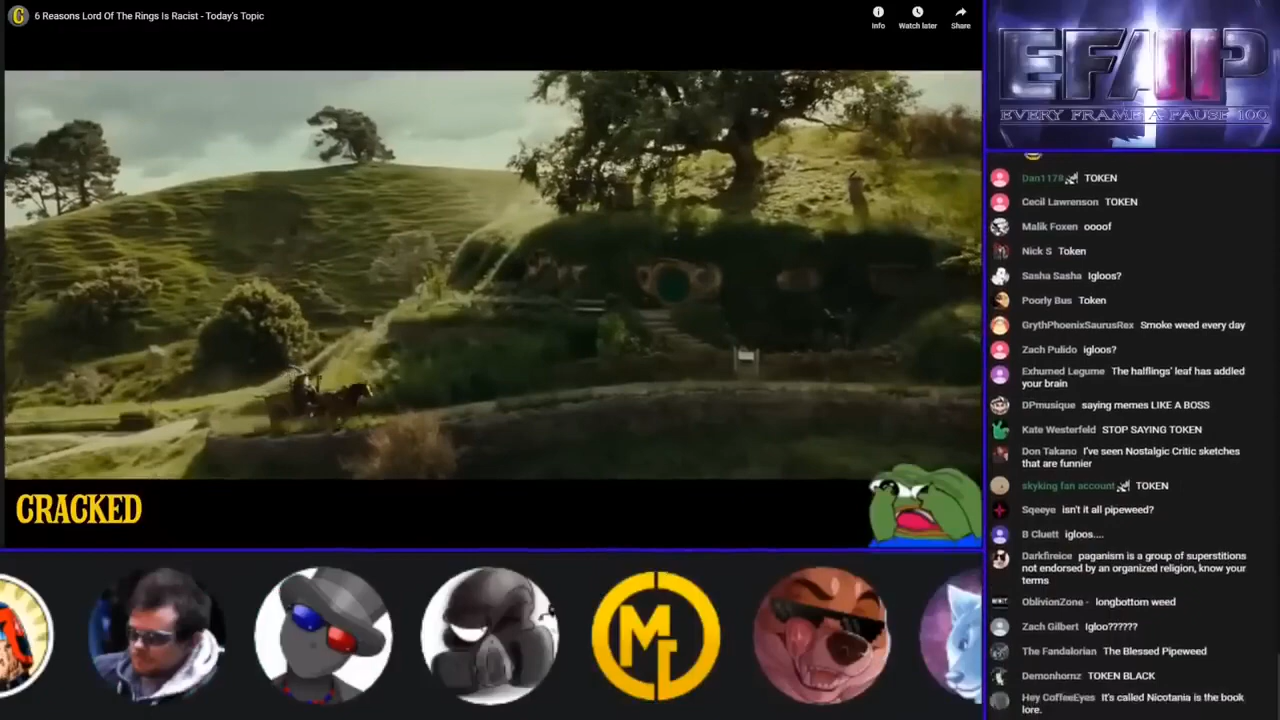 6 Reasons Lord Of The Rings Is Racist - Today's Topic
Info
Watch later
Share
CRACKED
EFAP
EVERY FRAME A PAUSE 100
Dan1178 TOKEN
Cecil Lawrenson TOKEN
Malik Foxen oooof
Nick S Token
Sasha Sasha Igloos?
Poorly Bus Token
GrythPhoenixSaurusRex Smoke weed every day
Zach Pulido igloos?
Exhumed Legume The halflings' leaf has addled
your brain
DPmusique saying memes LIKE A BOSS
Kate Westerfeld STOP SAYING TOKEN
Don Takano I've seen Nostalgic Critic sketches
that are funnier
skyking fan account TOKEN
Sqeeye isn't it all pipeweed?
B Cluett igloos....
Darkfireice paganism is a group of superstitions
not endorsed by an organized religion, know your
terms
OblivionZone - longbottom weed
Zach Gilbert Igloo??????
The Fandalorian The Blessed Pipeweed
Demonhornz TOKEN BLACK
Hey CoffeeEyes It's called Nicotania is the book
lore.